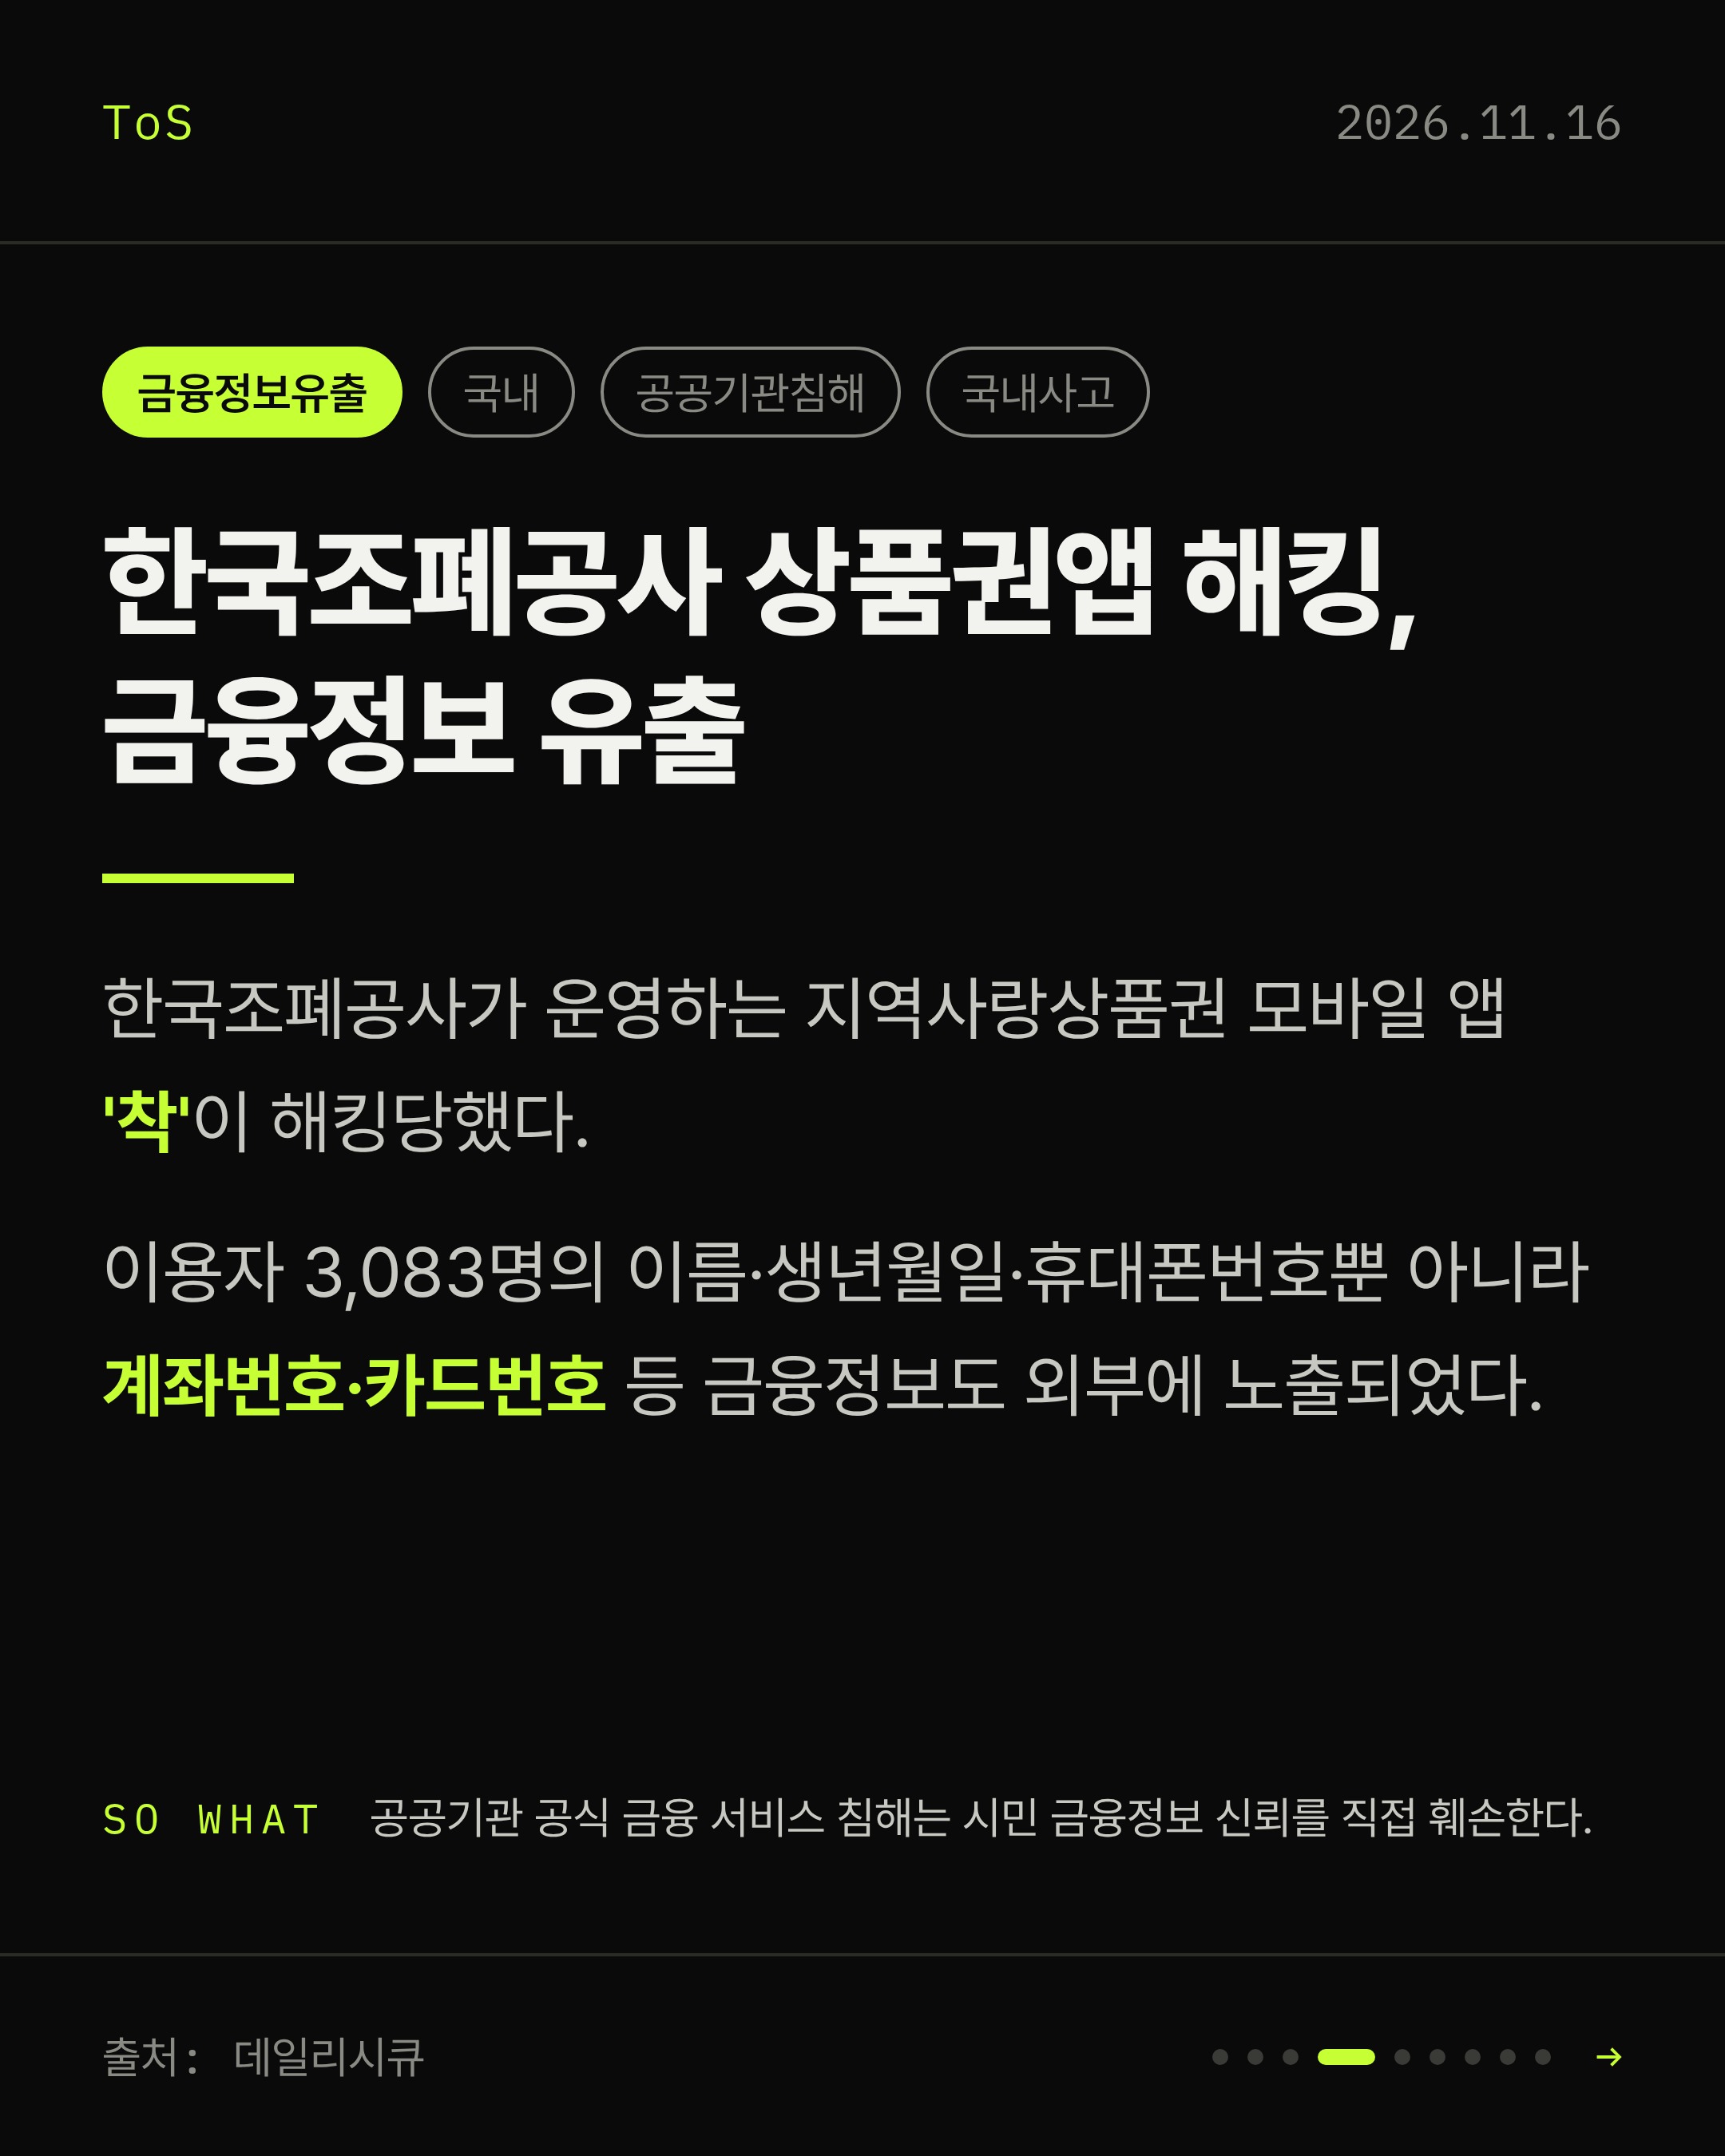 ToS
2026.11.16
금융정보유출 국내 공공기관침해 국내사고
한국조폐공사 상품권앱 해킹,
금융정보 유출
한국조폐공사가 운영하는 지역사랑상품권 모바일 앱
'착'이 해킹당했다.
이용자 3,083명의 이름·생년월일·휴대폰번호뿐 아니라
계좌번호·카드번호 등 금융정보도 외부에 노출되었다.
SO WHAT 공공기관 공식 금융 서비스 침해는 시민 금융정보 신뢰를 직접 훼손한다.
출처: 데일리시큐
→